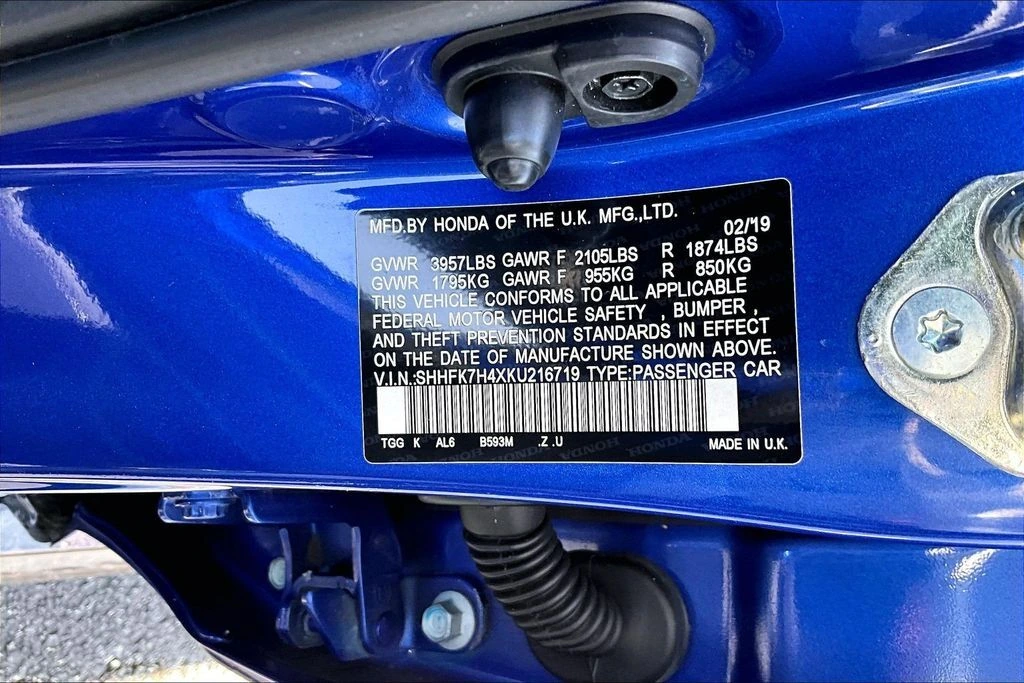 MFD.BY HONDA OF THE U.K. MFG.,LTD.
02/19
GVWR 3957LBS GAWR F 2105LBS R 1874LBS
GVWR 1795KG GAWR F 955KG R 850KG
THIS VEHICLE CONFORMS TO ALL APPLICABLE
FEDERAL MOTOR VEHICLE SAFETY , BUMPER ,
AND THEFT PREVENTION STANDARDS IN EFFECT
ON THE DATE OF MANUFACTURE SHOWN ABOVE.
V.I.N.:SHHFK7H4XKU216719 TYPE:PASSENGER CAR
TGG K AL6 B593M .Z .U MADE IN U.K.